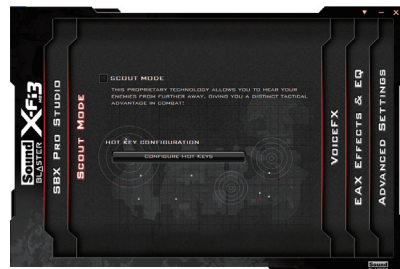 Sound
BLASTER
X-Fi3
SBX PRO STUDIO
SCOUT MODE
SCOUT MODE
THIS PROPRIETARY TECHNOLOGY ALLOWS YOU TO HEAR YOUR
ENEMIES FROM FURTHER AWAY, GIVING YOU A DISTINCT TACTICAL
ADVANTAGE IN COMBAT!
HOT KEY CONFIGURATION
CONFIGURE HOT KEYS
VOICEFX
EAX EFFECTS & EQ
ADVANCED SETTINGS
Sound